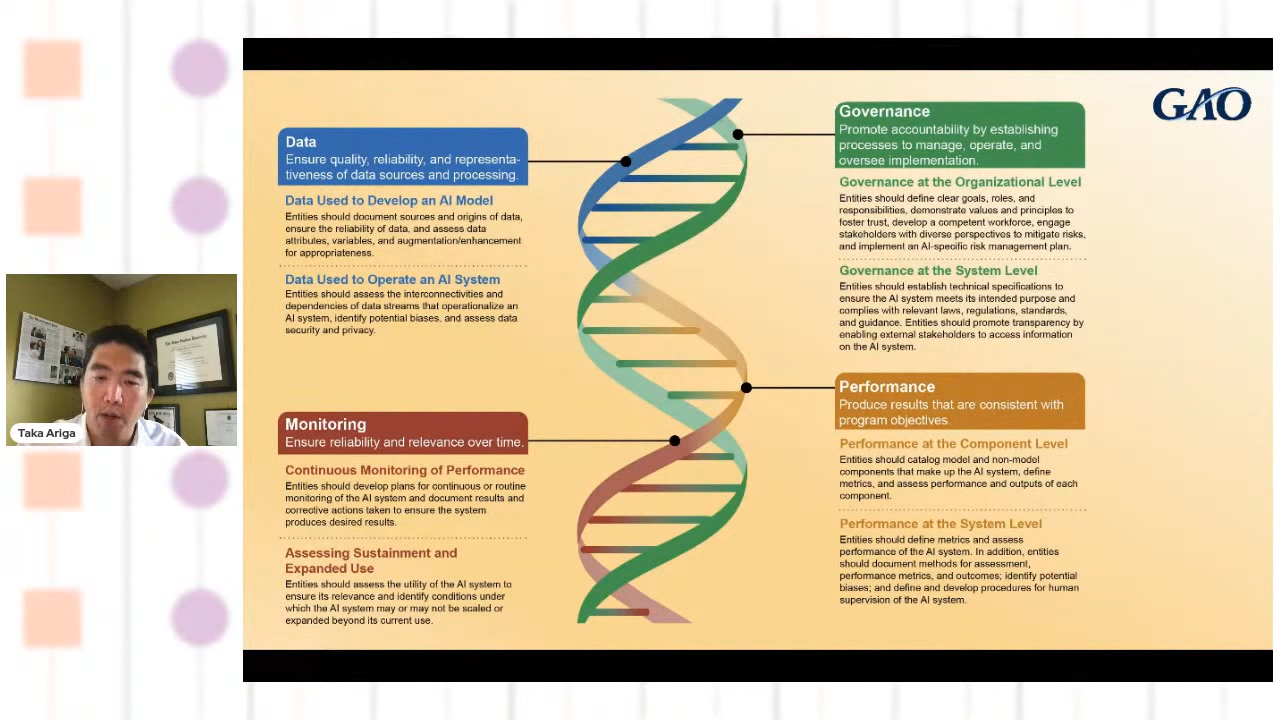 GAO
Data
Ensure quality, reliability, and representa-
tiveness of data sources and processing.
Data Used to Develop an AI Model
Entities should document sources and origins of data,
ensure the reliability of data, and assess data
attributes, variables, and augmentation/enhancement
for appropriateness.
Data Used to Operate an AI System
Entities should assess the interconnectivities and
dependencies of data streams that operationalize an
AI system, identify potential biases, and assess data
security and privacy.
Monitoring
Ensure reliability and relevance over time.
Continuous Monitoring of Performance
Entities should develop plans for continuous or routine
monitoring of the AI system and document results and
corrective actions taken to ensure the system
produces desired results.
Assessing Sustainment and
Expanded Use
Entities should assess the utility of the AI system to
ensure its relevance and identify conditions under
which the AI system may or may not be scaled or
expanded beyond its current use.
Governance
Promote accountability by establishing
processes to manage, operate, and
oversee implementation.
Governance at the Organizational Level
Entities should define clear goals, roles, and
responsibilities, demonstrate values and principles to
foster trust, develop a competent workforce, engage
stakeholders with diverse perspectives to mitigate risks,
and implement an AI-specific risk management plan.
Governance at the System Level
Entities should establish technical specifications to
ensure the AI system meets its intended purpose and
complies with relevant laws, regulations, standards,
and guidance. Entities should promote transparency by
enabling external stakeholders to access information
on the AI system.
Performance
Produce results that are consistent with
program objectives.
Performance at the Component Level
Entities should catalog model and non-model
components that make up the AI system, define
metrics, and assess performance and outputs of each
component.
Performance at the System Level
Entities should define metrics and assess
performance of the AI system. In addition, entities
should document methods for assessment,
performance metrics, and outcomes; identify potential
biases; and define and develop procedures for human
supervision of the AI system.
Taka Ariga